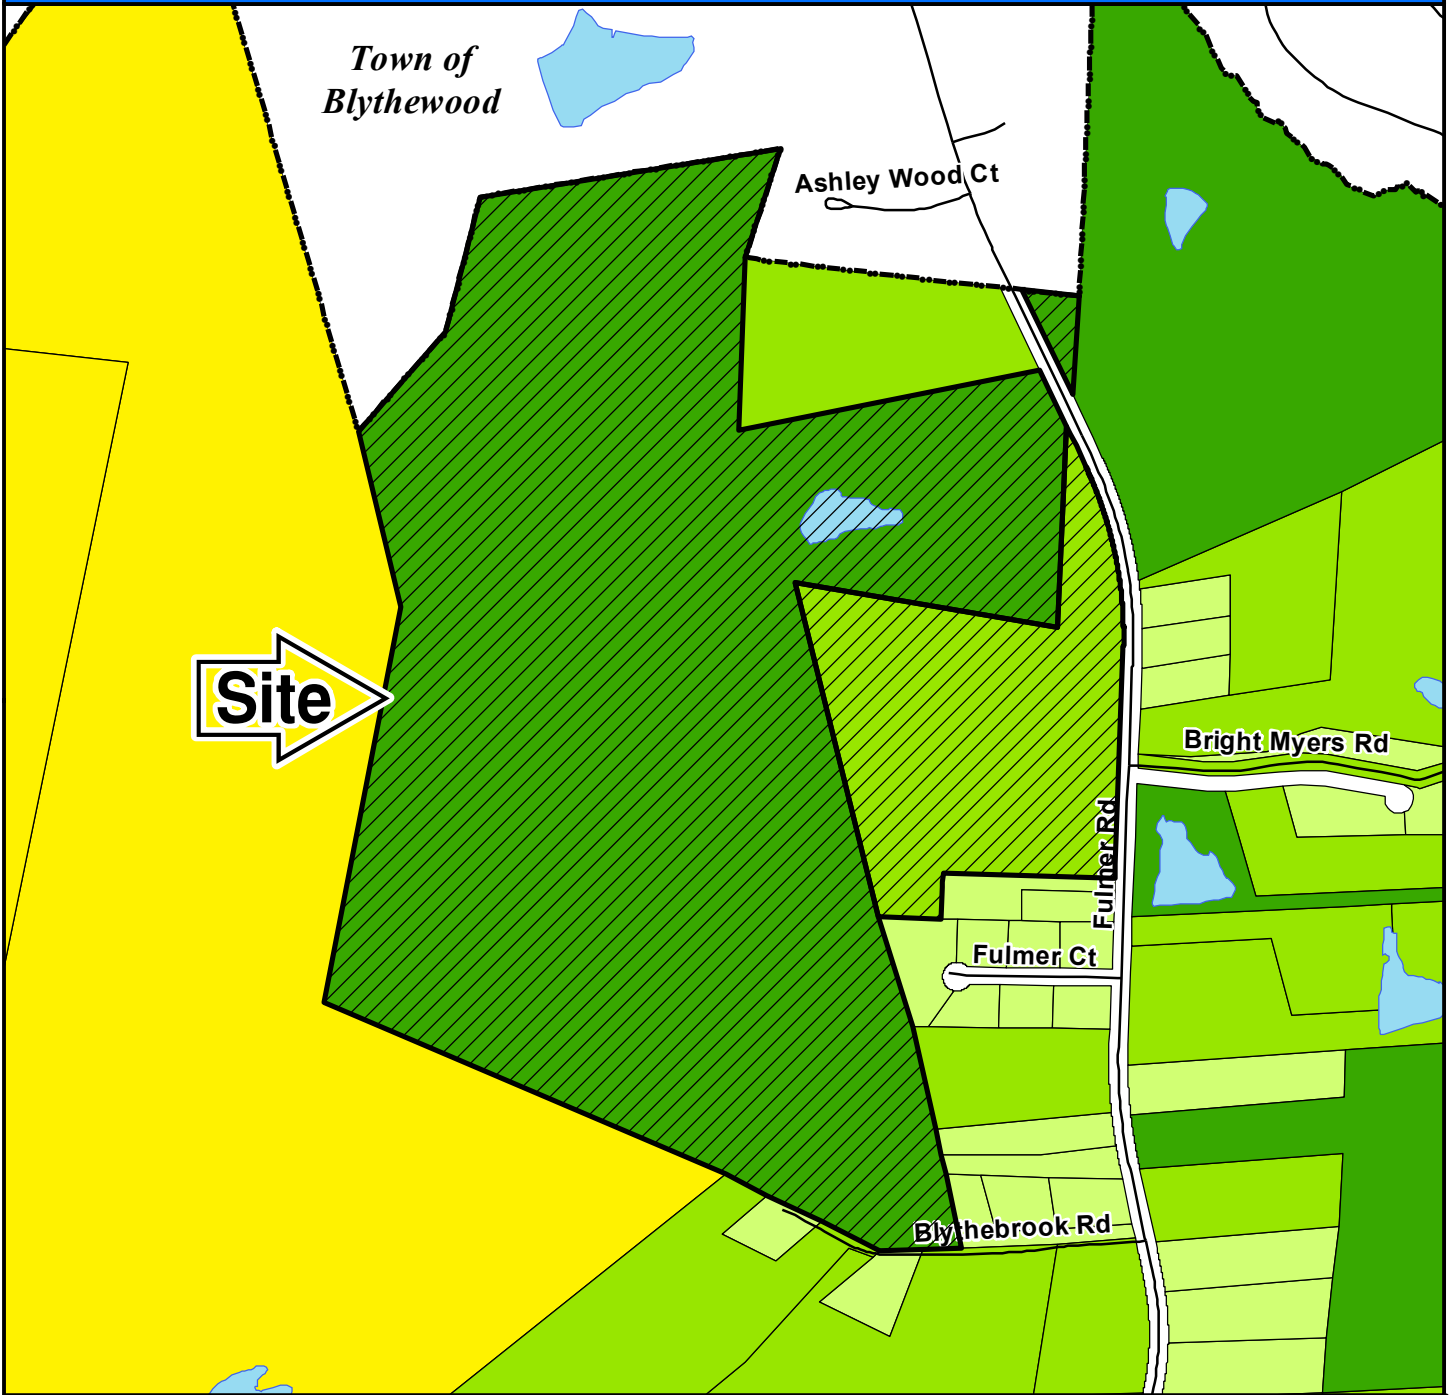 Town of
Blythewood
Ashley Wood Ct
Site
Bright Myers Rd
Fulmer Rd
Fulmer Ct
Blythebrook Rd